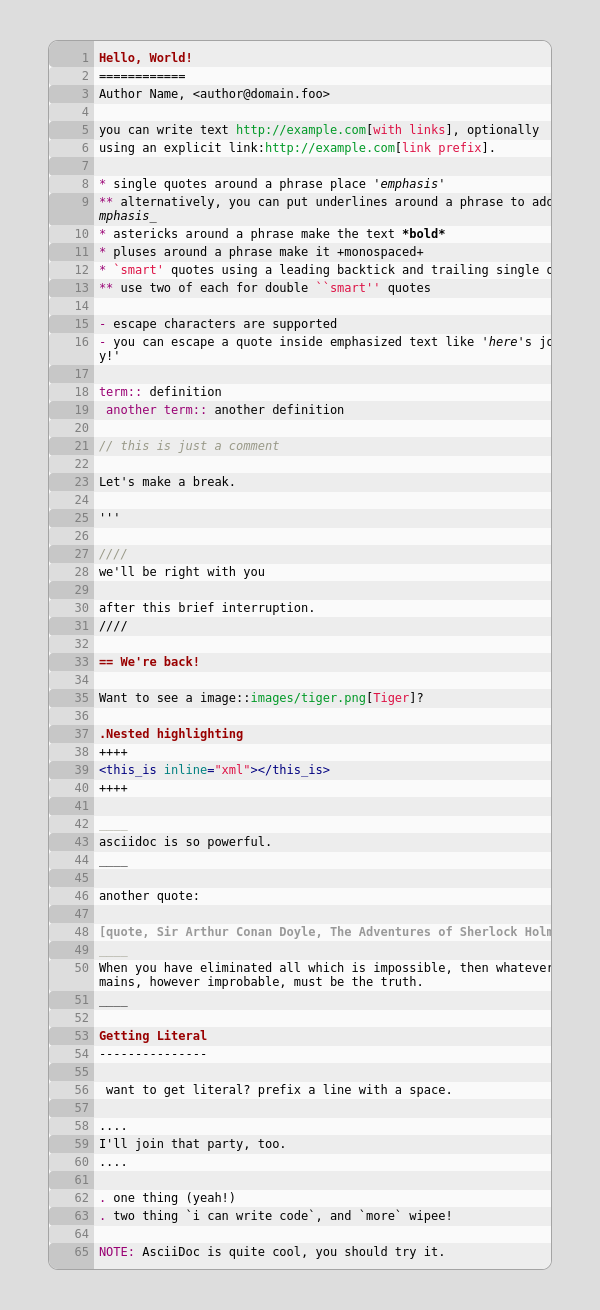 1 Hello, World!
2 ============
3 Author Name, <author@domain.foo>
4
5 you can write text http://example.com[with links], optionally
6 using an explicit link:http://example.com[link prefix].
7
8 * single quotes around a phrase place 'emphasis'
9 ** alternatively, you can put underlines around a phrase to add
mphasis_
10 * astericks around a phrase make the text *bold*
11 * pluses around a phrase make it +monospaced+
12 * `smart' quotes using a leading backtick and trailing single
13 ** use two of each for double ``smart'' quotes
14
15 - escape characters are supported
16 - you can escape a quote inside emphasized text like 'here's jo
y!'
17
18 term:: definition
19 another term:: another definition
20
21 // this is just a comment
22
23 Let's make a break.
24
25 '''
26
27 ////
28 we'll be right with you
29
30 after this brief interruption.
31 ////
32
33 == We're back!
34
35 Want to see a image::images/tiger.png[Tiger]?
36
37 .Nested highlighting
38 ++++
39 <this_is inline="xml"></this_is>
40 ++++
41
42 ____
43 asciidoc is so powerful.
44 ____
45
46 another quote:
47
48 [quote, Sir Arthur Conan Doyle, The Adventures of Sherlock Holm
49 ____
50 When you have eliminated all which is impossible, then whatever
mains, however improbable, must be the truth.
51 ____
52
53 Getting Literal
54 ---------------
55
56 want to get literal? prefix a line with a space.
57
58 ....
59 I'll join that party, too.
60 ....
61
62 . one thing (yeah!)
63 . two thing `i can write code`, and `more` wipee!
64
65 NOTE: AsciiDoc is quite cool, you should try it.